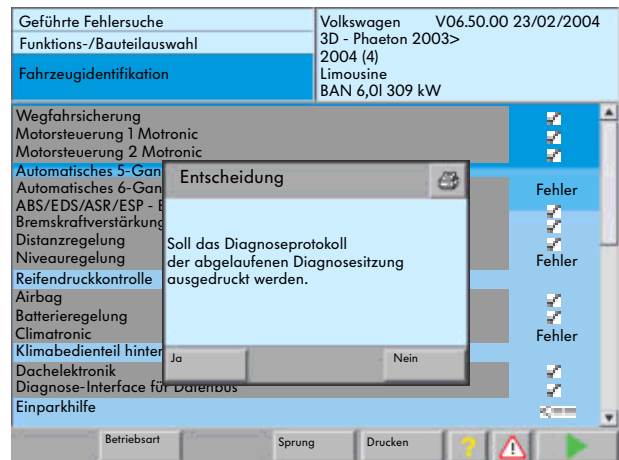 Geführte Fehlersuche
Funktions-/Bauteilauswahl
Fahrzeugidentifikation
Volkswagen V06.50.00 23/02/2004
3D - Phaeton 2003>
2004 (4)
Limousine
BAN 6,0l 309 kW
Wegfahrsicherung
Motorsteuerung 1 Motronic
Motorsteuerung 2 Motronic
Automatisches 5-Gan
Automatisches 6-Gan Fehler
ABS/EDS/ASR/ESP - E
Bremskraftverstärkung
Distanzregelung
Niveauregelung Fehler
Reifendruckkontrolle
Airbag
Batterieregelung
Climatronic Fehler
Klimabedienteil hinter
Dachelektronik
Diagnose-Interface für Datenbus
Einparkhilfe
Entscheidung
Soll das Diagnoseprotokoll
der abgelaufenen Diagnosesitzung
ausgedruckt werden.
Ja Nein
Betriebsart Sprung Drucken ?